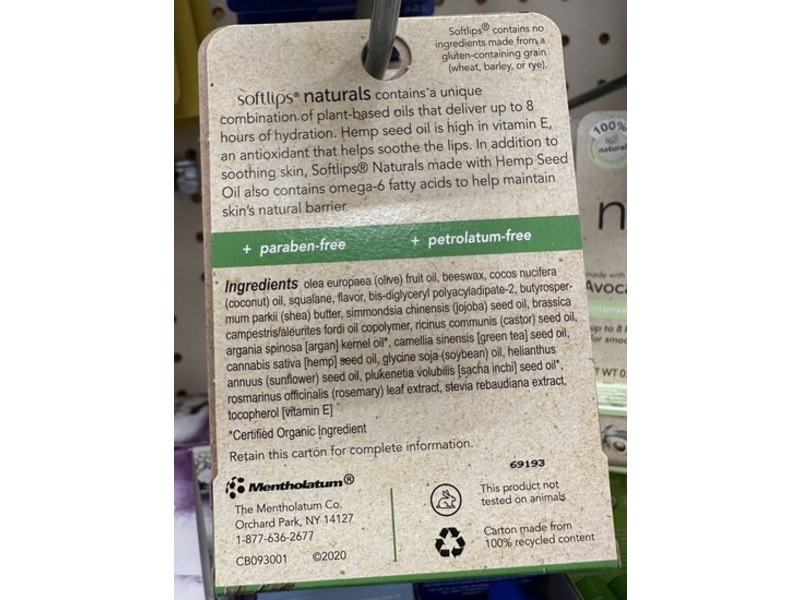 Softlips® contains no
ingredients made from a
gluten-containing grain
(wheat, barley, or rye).
softlips® naturals contains a unique
combination of plant-based oils that deliver up to 8
hours of hydration. Hemp seed oil is high in vitamin E,
an antioxidant that helps soothe the lips. In addition to
soothing skin, Softlips® Naturals made with Hemp Seed
Oil also contains omega-6 fatty acids to help maintain
skin's natural barrier.
+ paraben-free + petrolatum-free
Ingredients olea europaea (olive) fruit oil, beeswax, cocos nucifera
(coconut) oil, squalane, flavor, bis-diglyceryl polyacyladipate-2, butyrosper-
mum parkii (shea) butter, simmondsia chinensis (jojoba) seed oil, brassica
campestris/aleurites fordi oil copolymer, ricinus communis (castor) seed oil,
argania spinosa [argan] kernel oil*, camellia sinensis [green tea] seed oil,
cannabis sativa [hemp] seed oil, glycine soja (soybean) oil, helianthus
annuus (sunflower) seed oil, plukenetia volubilis [sacha inchi] seed oil*,
rosmarinus officinalis (rosemary) leaf extract, stevia rebaudiana extract,
tocopherol [vitamin E]
*Certified Organic Ingredient
Retain this carton for complete information.
69193
Mentholatum®
The Mentholatum Co.
Orchard Park, NY 14127
1-877-636-2677
CB093001 ©2020
This product not
tested on animals
Carton made from
100% recycled content
100%
natural
n
made with
Avoca
up to 8
for smoo
T WT 0.